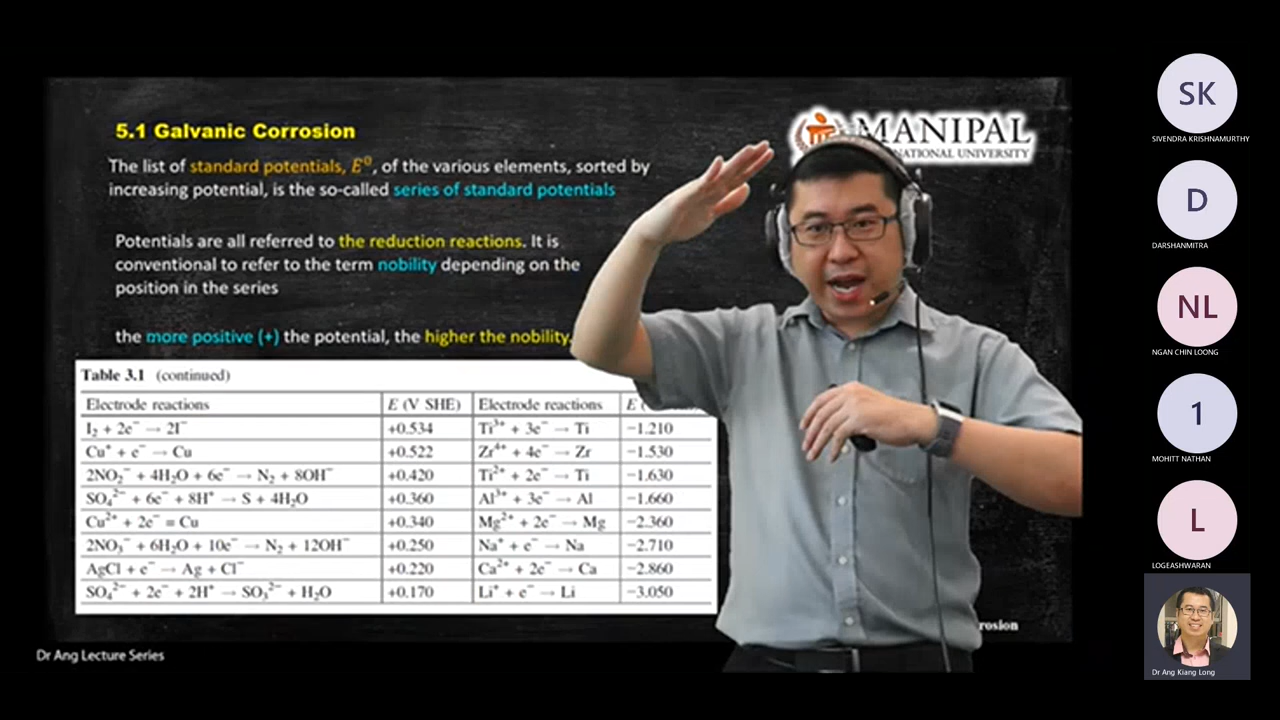 5.1 Galvanic Corrosion
MANIPAL
NATIONAL UNIVERSITY
The list of standard potentials, E⁰, of the various elements, sorted by
increasing potential, is the so-called series of standard potentials
Potentials are all referred to the reduction reactions. It is
conventional to refer to the term nobility depending on the
position in the series
the more positive (+) the potential, the higher the nobility.
Table 3.1 (continued)
Electrode reactions E (V SHE) Electrode reactions E (
I₂ + 2e⁻ → 2I⁻ +0.534 Ti³⁺ + 3e⁻ → Ti −1.210
Cu⁺ + e⁻ → Cu +0.522 Zr⁴⁺ + 4e⁻ → Zr −1.530
2NO₂⁻ + 4H₂O + 6e⁻ → N₂ + 8OH⁻ +0.420 Ti²⁺ + 2e⁻ → Ti −1.630
SO₄²⁻ + 6e⁻ + 8H⁺ → S + 4H₂O +0.360 Al³⁺ + 3e⁻ → Al −1.660
Cu²⁺ + 2e⁻ = Cu +0.340 Mg²⁺ + 2e⁻ → Mg −2.360
2NO₃⁻ + 6H₂O + 10e⁻ → N₂ + 12OH⁻ +0.250 Na⁺ + e⁻ → Na −2.710
AgCl + e⁻ → Ag + Cl⁻ +0.220 Ca²⁺ + 2e⁻ → Ca −2.860
SO₄²⁻ + 2e⁻ + 2H⁺ → SO₃²⁻ + H₂O +0.170 Li⁺ + e⁻ → Li −3.050
rosion
Dr Ang Lecture Series
SK
SIVENDRA KRISHNAMURTHY
D
DARSHANMITRA
NL
NGAN CHIN LOONG
1
MOHITT NATHAN
L
LOGEASHWARAN
Dr Ang Kiang Long